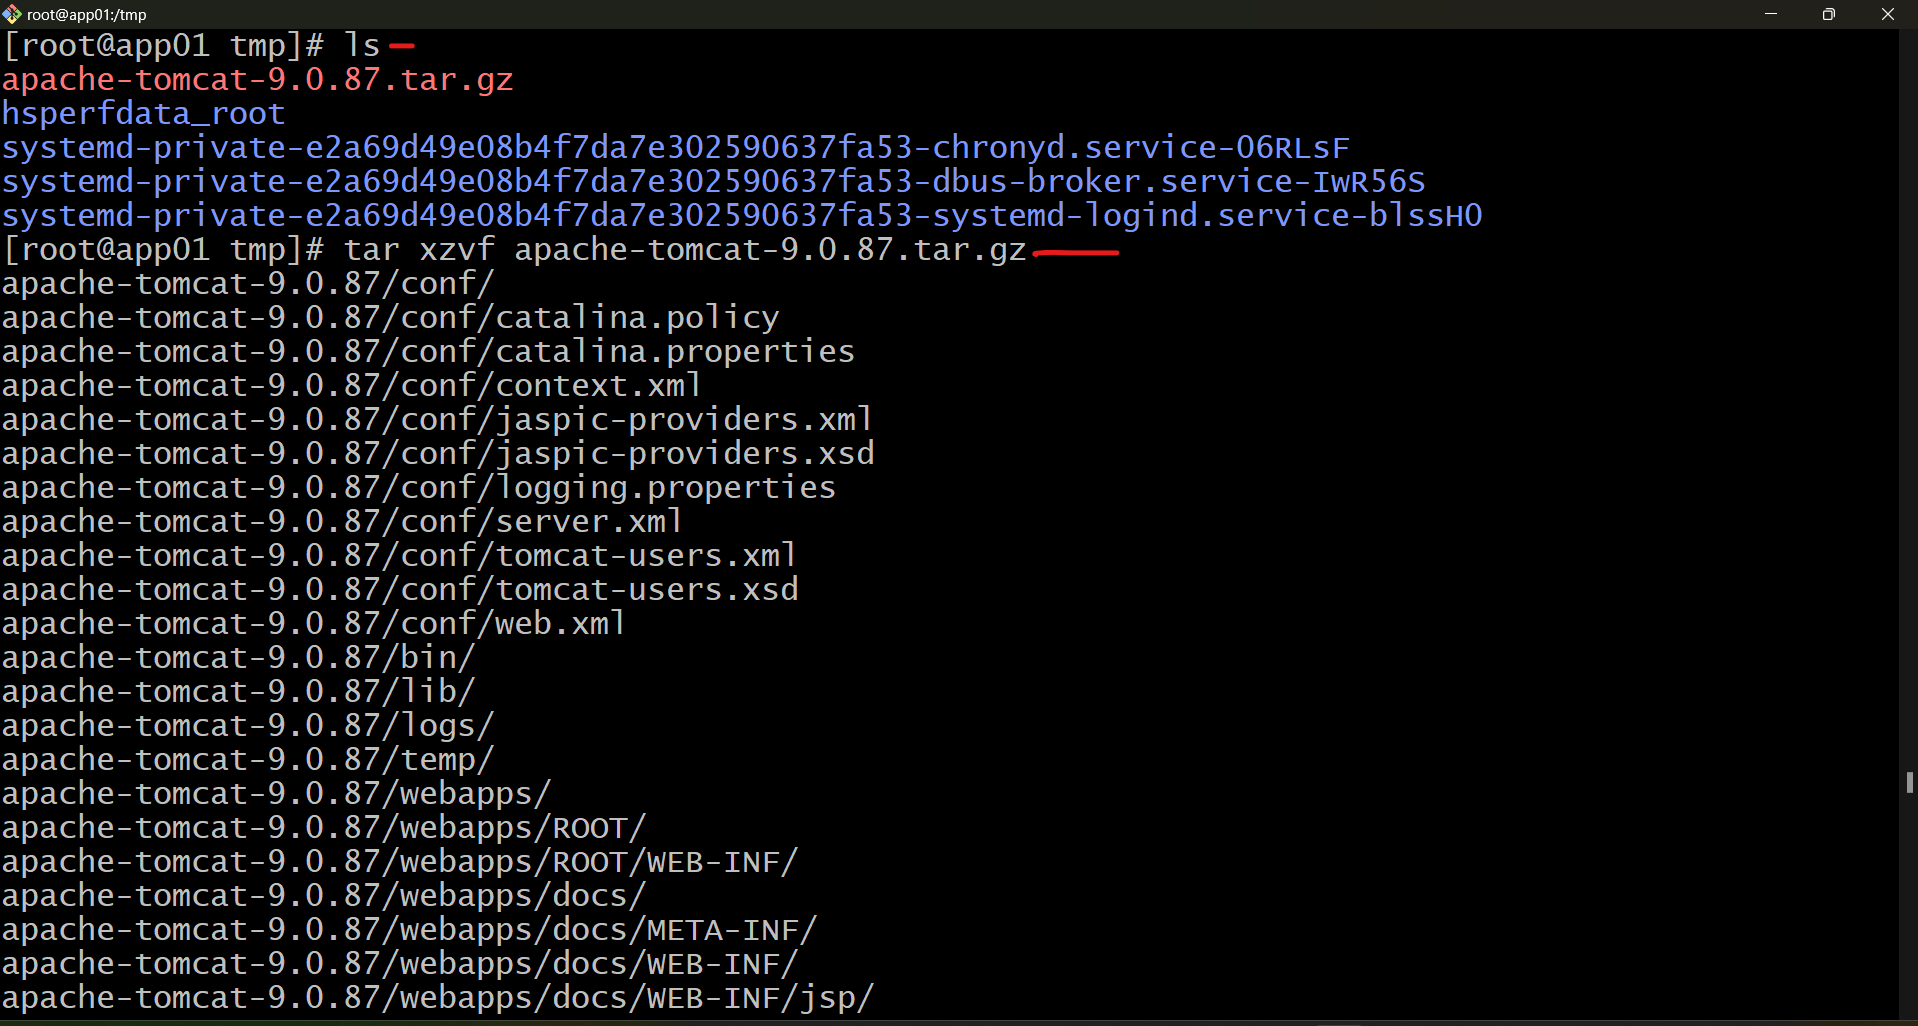 root@app01:/tmp
[root@app01 tmp]# ls
apache-tomcat-9.0.87.tar.gz
hsperfdata_root
systemd-private-e2a69d49e08b4f7da7e302590637fa53-chronyd.service-O6RLsF
systemd-private-e2a69d49e08b4f7da7e302590637fa53-dbus-broker.service-IwR56S
systemd-private-e2a69d49e08b4f7da7e302590637fa53-systemd-logind.service-blssHO
[root@app01 tmp]# tar xzvf apache-tomcat-9.0.87.tar.gz
apache-tomcat-9.0.87/conf/
apache-tomcat-9.0.87/conf/catalina.policy
apache-tomcat-9.0.87/conf/catalina.properties
apache-tomcat-9.0.87/conf/context.xml
apache-tomcat-9.0.87/conf/jaspic-providers.xml
apache-tomcat-9.0.87/conf/jaspic-providers.xsd
apache-tomcat-9.0.87/conf/logging.properties
apache-tomcat-9.0.87/conf/server.xml
apache-tomcat-9.0.87/conf/tomcat-users.xml
apache-tomcat-9.0.87/conf/tomcat-users.xsd
apache-tomcat-9.0.87/conf/web.xml
apache-tomcat-9.0.87/bin/
apache-tomcat-9.0.87/lib/
apache-tomcat-9.0.87/logs/
apache-tomcat-9.0.87/temp/
apache-tomcat-9.0.87/webapps/
apache-tomcat-9.0.87/webapps/ROOT/
apache-tomcat-9.0.87/webapps/ROOT/WEB-INF/
apache-tomcat-9.0.87/webapps/docs/
apache-tomcat-9.0.87/webapps/docs/META-INF/
apache-tomcat-9.0.87/webapps/docs/WEB-INF/
apache-tomcat-9.0.87/webapps/docs/WEB-INF/jsp/